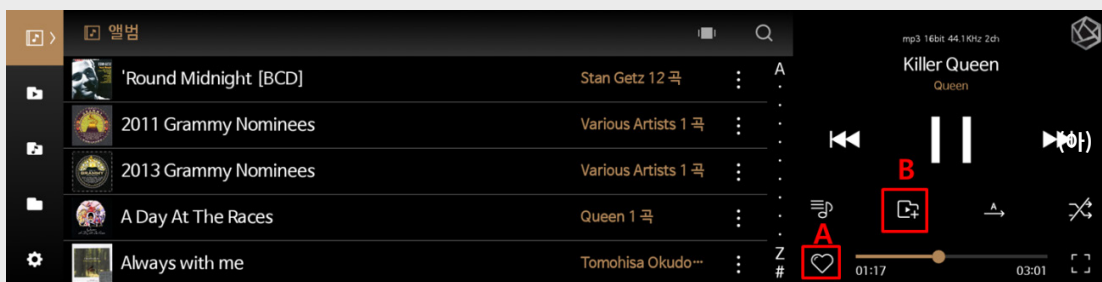 앨범
'Round Midnight [BCD] Stan Getz 12 곡
2011 Grammy Nominees Various Artists 1 곡
2013 Grammy Nominees Various Artists 1 곡
A Day At The Races Queen 1 곡
Always with me Tomohisa Okudo…
A
Z
#
mp3 16bit 44.1KHz 2ch
Killer Queen
Queen
(아)
B
A
A
01:17 03:01